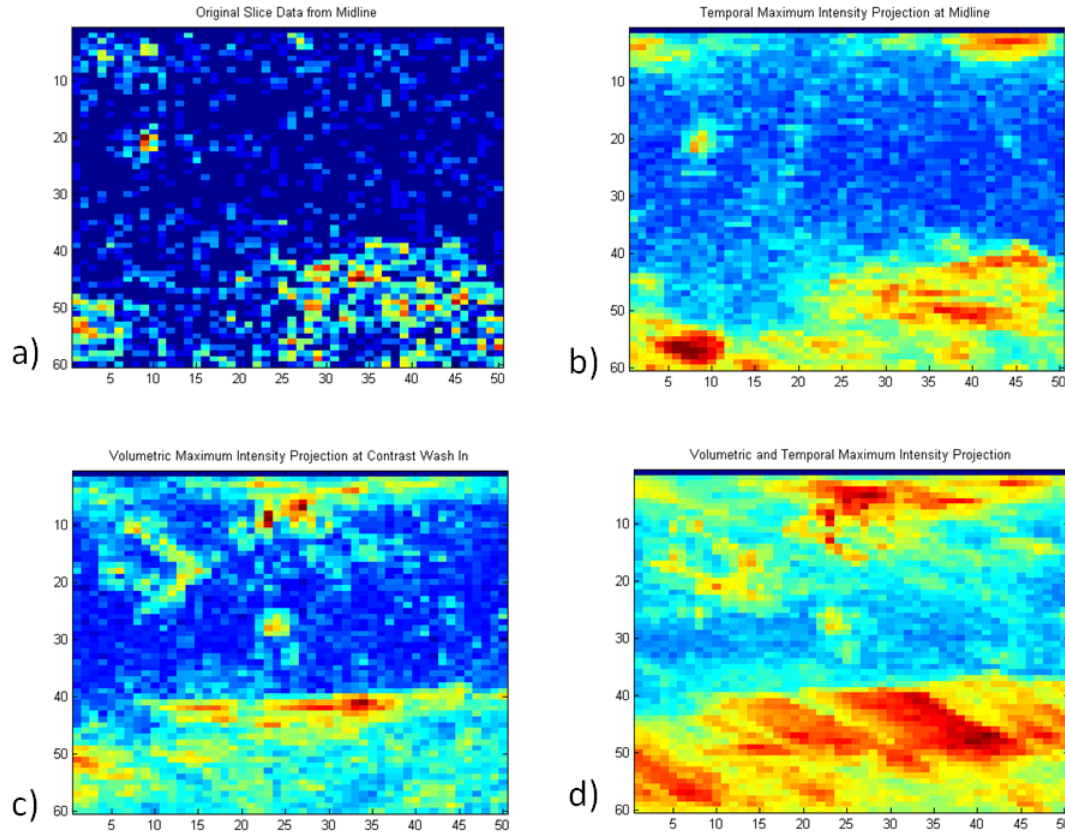 Original Slice Data from Midline
10
20
30
40
50
60
5 10 15 20 25 30 35 40 45 50
a)
Temporal Maximum Intensity Projection at Midline
10
20
30
40
50
60
5 10 15 20 25 30 35 40 45 50
b)
Volumetric Maximum Intensity Projection at Contrast Wash In
10
20
30
40
50
60
5 10 15 20 25 30 35 40 45 50
c)
Volumetric and Temporal Maximum Intensity Projection
10
20
30
40
50
60
5 10 15 20 25 30 35 40 45 50
d)